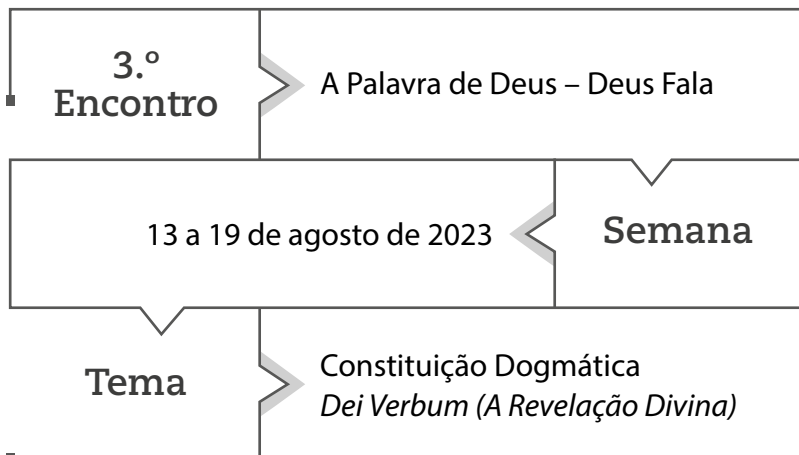 3.º
Encontro
A Palavra de Deus – Deus Fala
13 a 19 de agosto de 2023
Semana
Tema
Constituição Dogmática
Dei Verbum (A Revelação Divina)